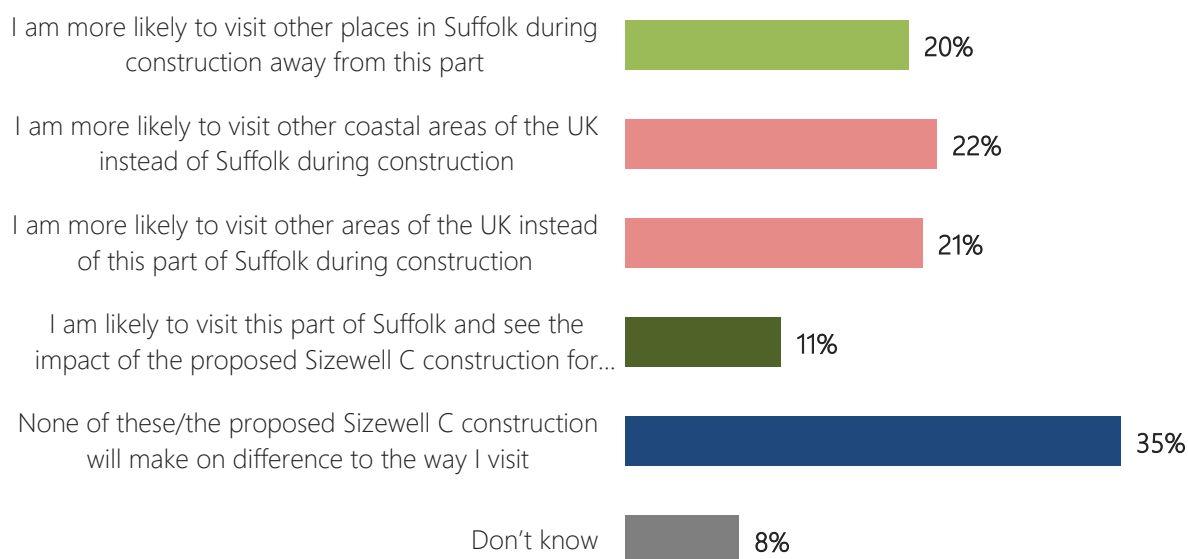 I am more likely to visit other places in Suffolk during
construction away from this part
20%
I am more likely to visit other coastal areas of the UK
instead of Suffolk during construction
22%
I am more likely to visit other areas of the UK instead
of this part of Suffolk during construction
21%
I am likely to visit this part of Suffolk and see the
impact of the proposed Sizewell C construction for...
11%
None of these/the proposed Sizewell C construction
will make on difference to the way I visit
35%
Don’t know
8%